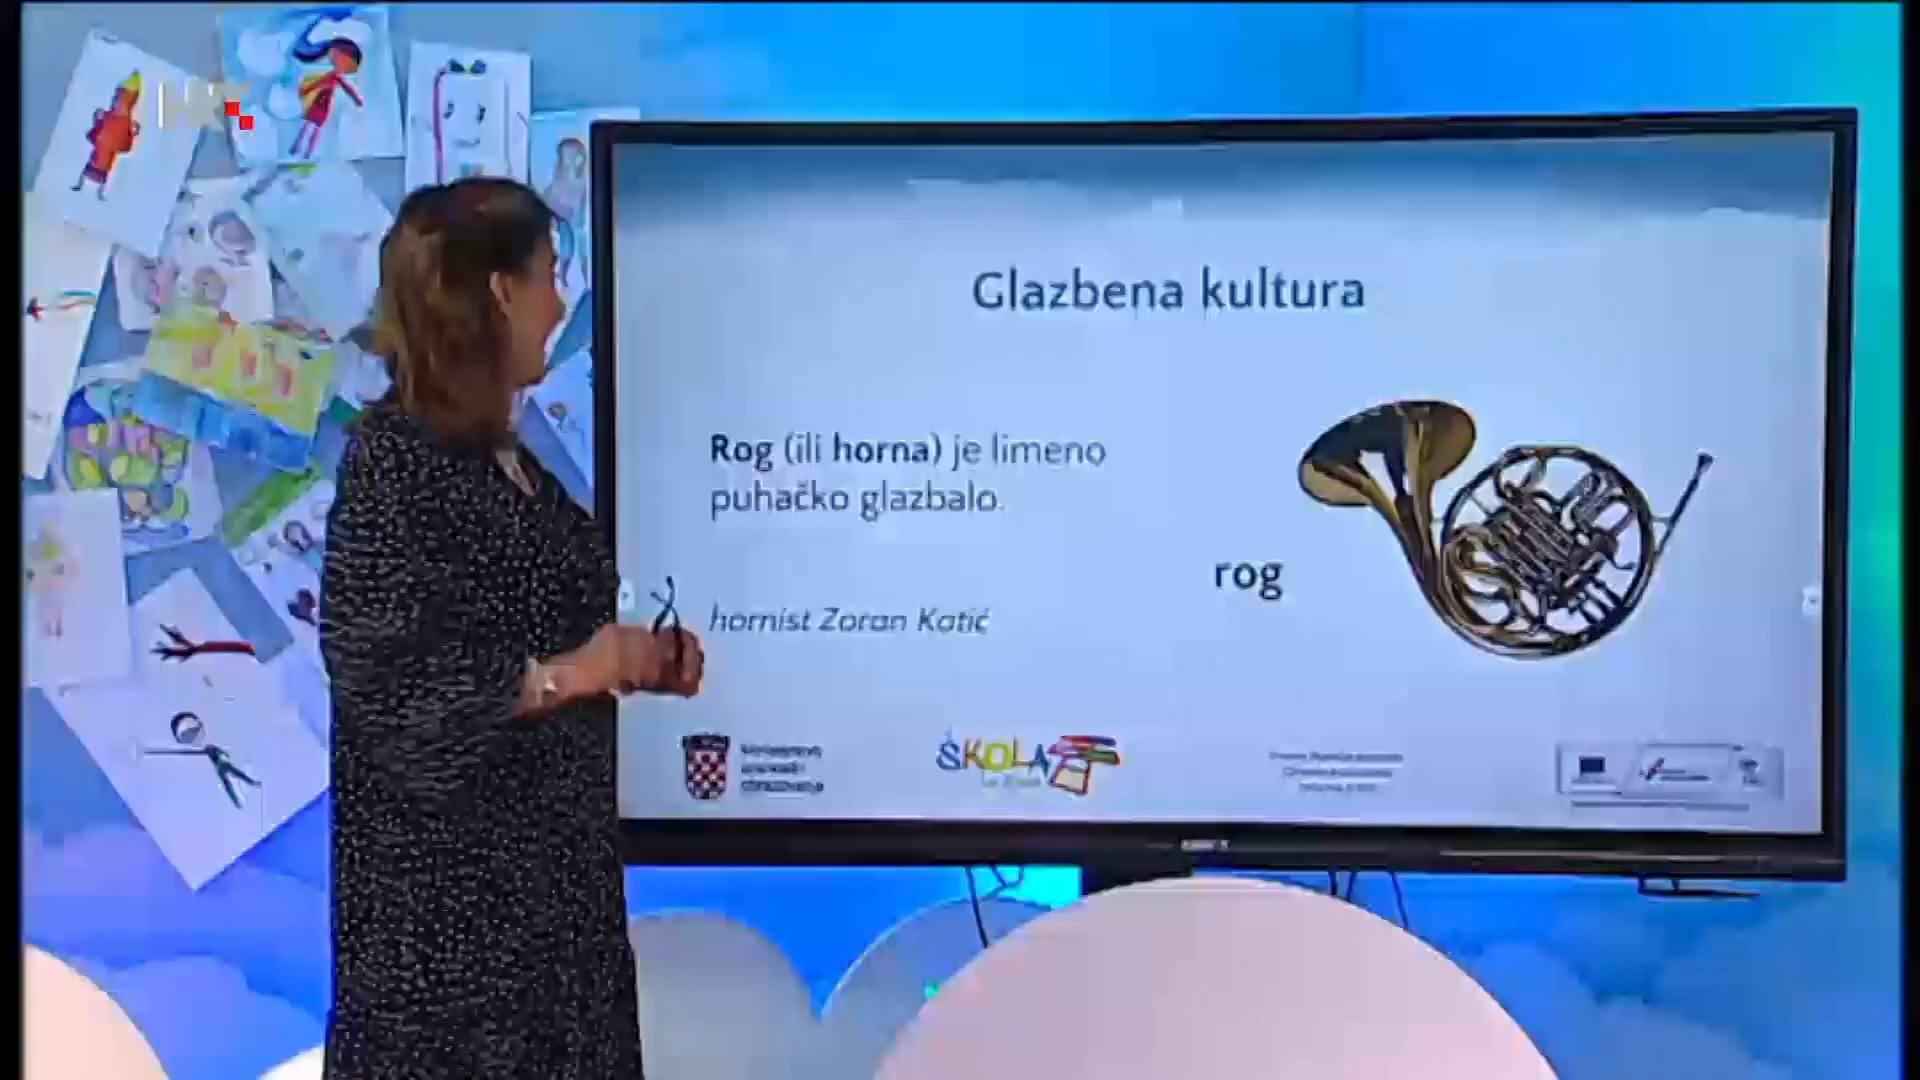 HRT
Glazbena kultura
Rog (ili horna) je limeno
puhačko glazbalo.
rog
hornist Zoran Katić
ŠKOLA